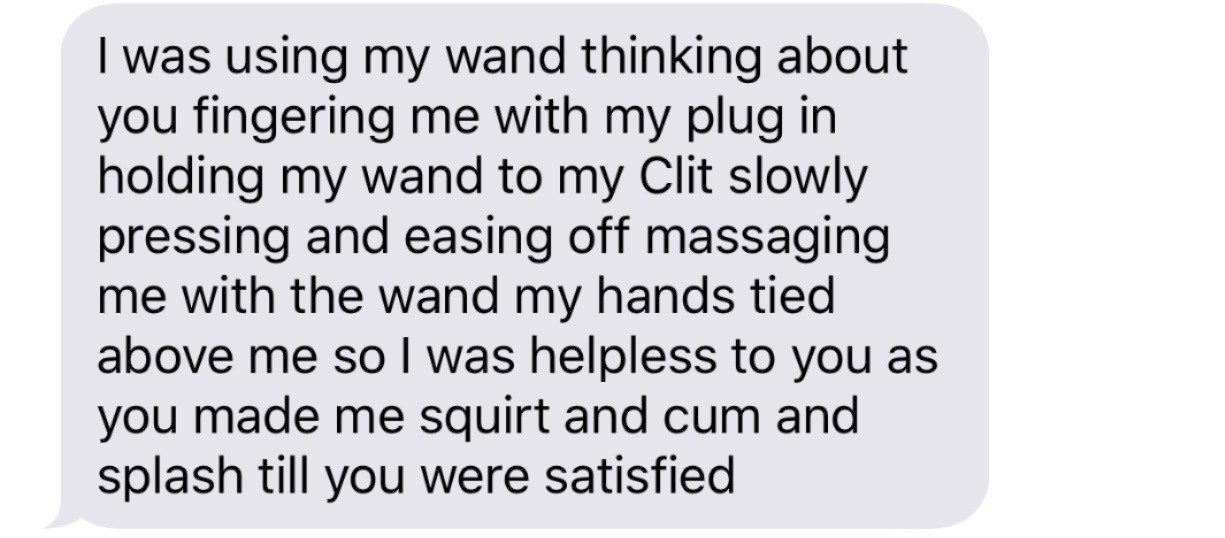 I was using my wand thinking about
you fingering me with my plug in
holding my wand to my Clit slowly
pressing and easing off massaging
me with the wand my hands tied
above me so I was helpless to you as
you made me squirt and cum and
splash till you were satisfied